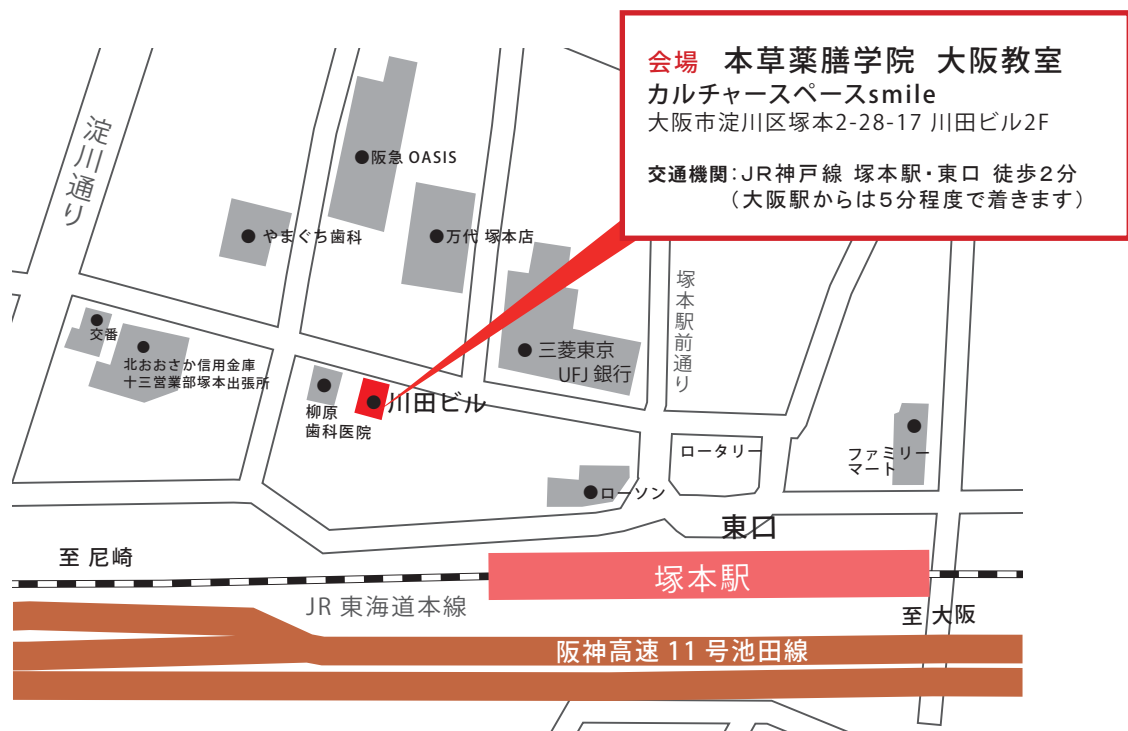 会場 本草薬膳学院 大阪教室
カルチャースペースsmile
大阪市淀川区塚本2-28-17 川田ビル2F
交通機関：JR神戸線 塚本駅・東口 徒歩2分
（大阪駅からは5分程度で着きます）
淀川通り
阪急 OASIS
やまぐち歯科
万代 塚本店
塚本駅前通り
交番
北おおさか信用金庫
十三営業部塚本出張所
三菱東京
UFJ 銀行
柳原
歯科医院
川田ビル
ロータリー
ファミリー
マート
ローソン
東口
至 尼崎
塚本駅
JR 東海道本線
至 大阪
阪神高速 11 号池田線